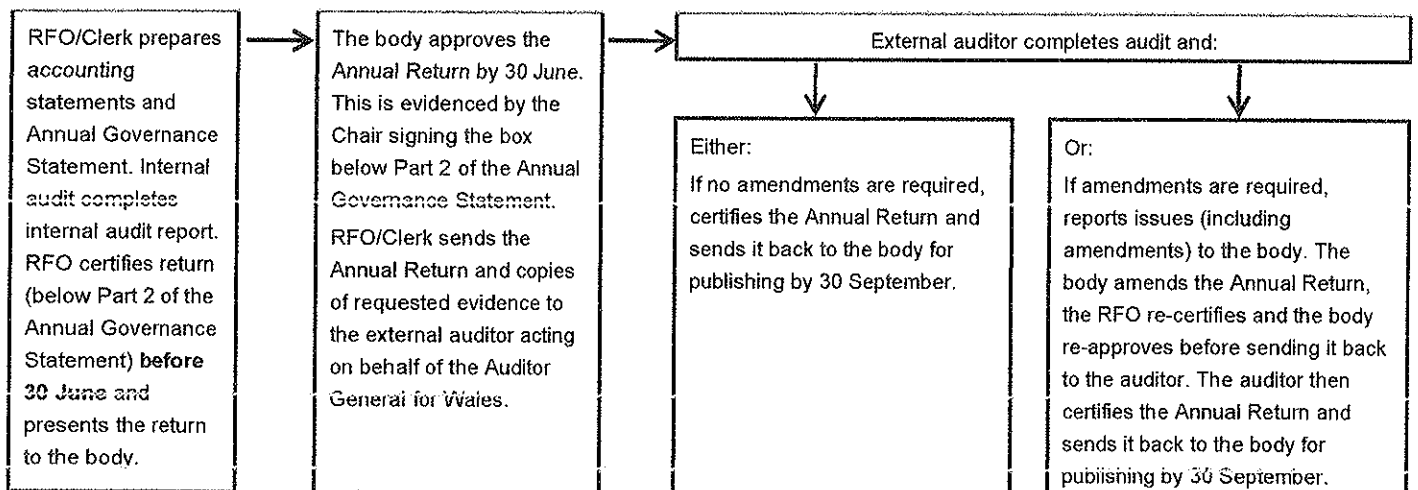 RFO/Clerk prepares
accounting
statements and
Annual Governance
Statement. Internal
audit completes
internal audit report.
RFO certifies return
(below Part 2 of the
Annual Governance
Statement) before
30 June and
presents the return
to the body.
The body approves the
Annual Return by 30 June.
This is evidenced by the
Chair signing the box
below Part 2 of the Annual
Governance Statement.
RFO/Clerk sends the
Annual Return and copies
of requested evidence to
the external auditor acting
on behalf of the Auditor
General for Wales.
External auditor completes audit and:
Either:
If no amendments are required,
certifies the Annual Return and
sends it back to the body for
publishing by 30 September.
Or:
If amendments are required,
reports issues (including
amendments) to the body. The
body amends the Annual Return,
the RFO re-certifies and the body
re-approves before sending it back
to the auditor. The auditor then
certifies the Annual Return and
sends it back to the body for
publishing by 30 September.